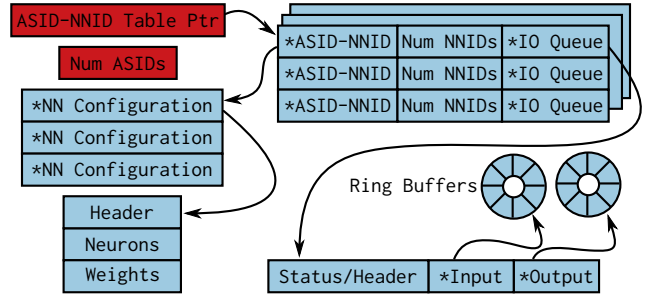 ASID-NNID Table Ptr
Num ASIDs
*ASID-NNID Num NNIDs *IO Queue
*ASID-NNID Num NNIDs *IO Queue
*ASID-NNID Num NNIDs *IO Queue
*NN Configuration
*NN Configuration
*NN Configuration
Header
Neurons
Weights
Ring Buffers
Status/Header *Input *Output